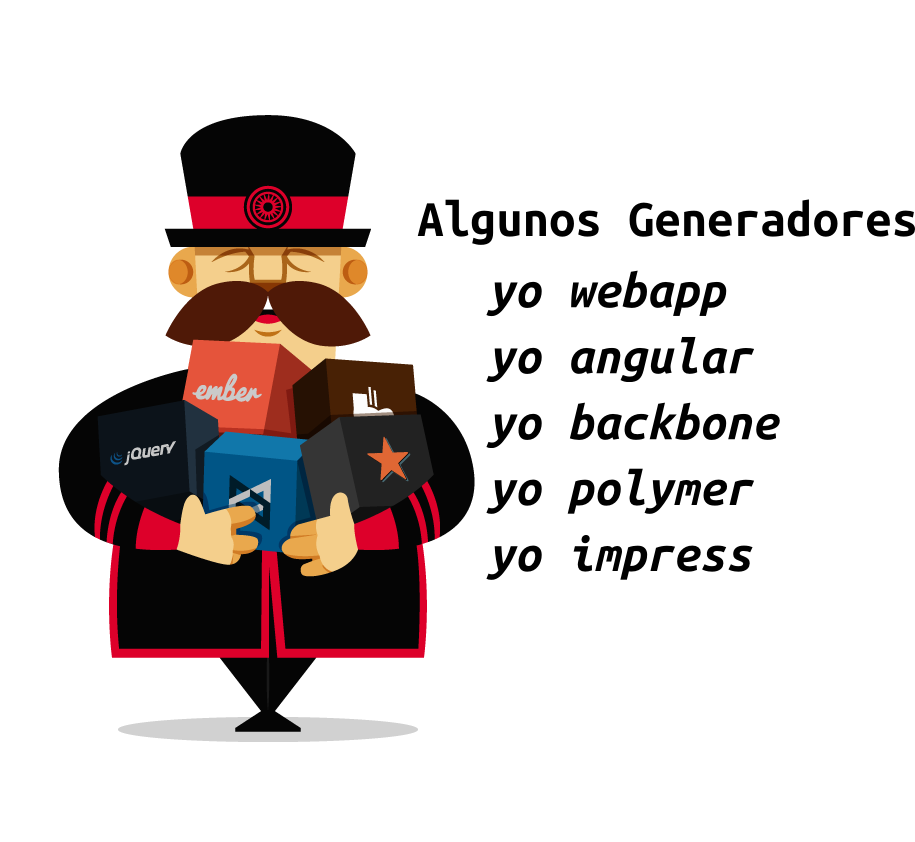 Algunos Generadores
yo webapp
yo angular
yo backbone
yo polymer
yo impress
ember
jQuery